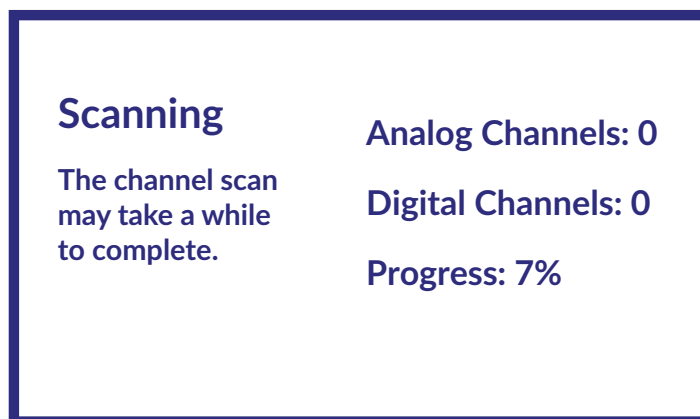 Scanning
The channel scan
may take a while
to complete.
Analog Channels: 0
Digital Channels: 0
Progress: 7%